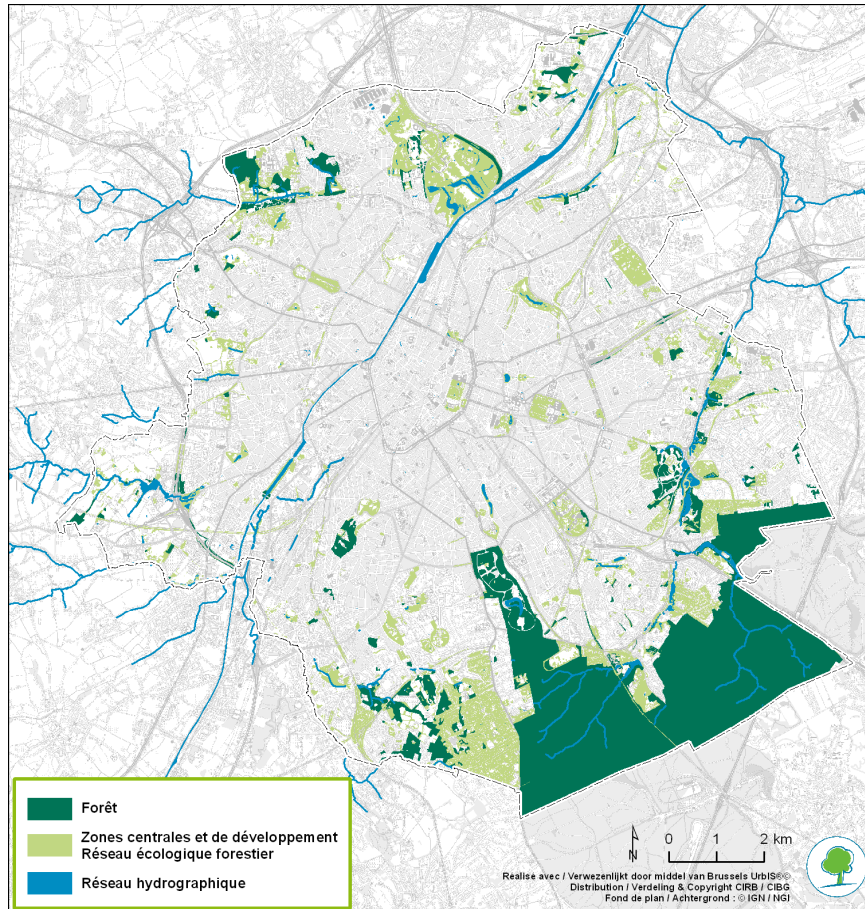 Forêt
Zones centrales et de développement
Réseau écologique forestier
Réseau hydrographique
N
0 1 2 km
Realise avec / Verwezenlijkt door middel van Brussels UrbIS®©
Distribution / Verdeling & Copyright CIRB / CIBG
Fond de plan / Achtergrond : © IGN / NGI